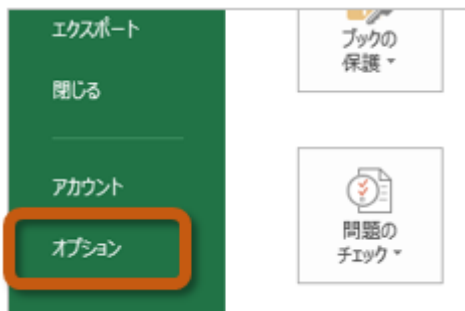 エクスポート
閉じる
アカウント
オプション
ブックの
保護
問題の
チェック